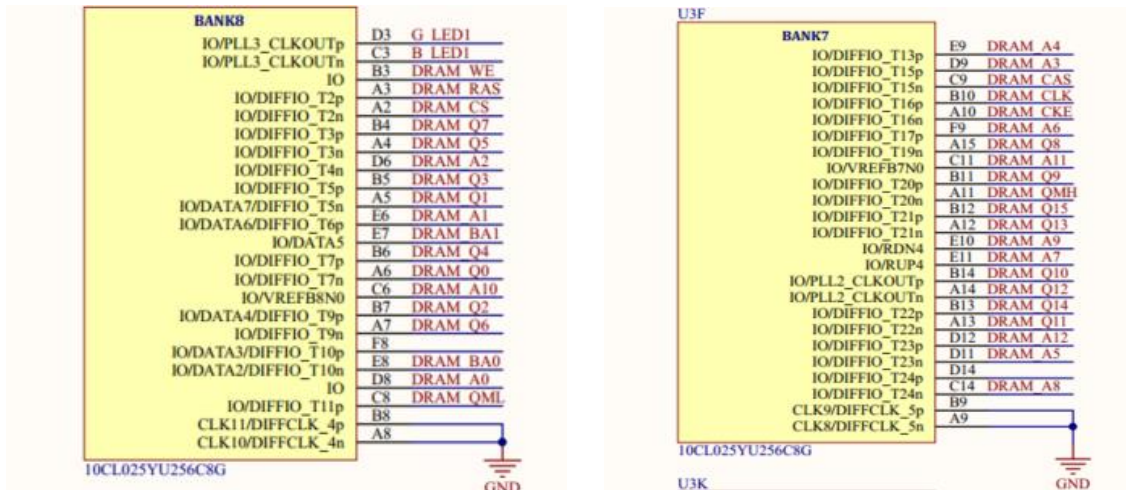 BANK8
IO/PLL3_CLKOUTp D3 G_LED1
IO/PLL3_CLKOUTn C3 B_LED1
IO B3 DRAM_WE
IO/DIFFIO_T2p A3 DRAM_RAS
IO/DIFFIO_T2n A2 DRAM_CS
IO/DIFFIO_T3p B4 DRAM_Q7
IO/DIFFIO_T3n A4 DRAM_Q5
IO/DIFFIO_T4n D6 DRAM_A2
IO/DIFFIO_T5p B5 DRAM_Q3
IO/DATA7/DIFFIO_T5n A5 DRAM_Q1
IO/DATA6/DIFFIO_T6p E6 DRAM_A1
IO/DATA5 E7 DRAM_BA1
IO/DIFFIO_T7p B6 DRAM_Q4
IO/DIFFIO_T7n A6 DRAM_Q0
IO/VREFB8N0 C6 DRAM_A10
IO/DATA4/DIFFIO_T9p B7 DRAM_Q2
IO/DIFFIO_T9n A7 DRAM_Q6
IO/DATA3/DIFFIO_T10p F8
IO/DATA2/DIFFIO_T10n E8 DRAM_BA0
IO D8 DRAM_A0
IO/DIFFIO_T11p C8 DRAM_QML
CLK11/DIFFCLK_4p B8
CLK10/DIFFCLK_4n A8
10CL025YU256C8G
GND
U3F
BANK7
IO/DIFFIO_T13p E9 DRAM_A4
IO/DIFFIO_T15p D9 DRAM_A3
IO/DIFFIO_T15n C9 DRAM_CAS
IO/DIFFIO_T16p B10 DRAM_CLK
IO/DIFFIO_T16n A10 DRAM_CKE
IO/DIFFIO_T17p F9 DRAM_A6
IO/DIFFIO_T19n A15 DRAM_Q8
IO/VREFB7N0 C11 DRAM_A11
IO/DIFFIO_T20p B11 DRAM_Q9
IO/DIFFIO_T20n A11 DRAM_QMH
IO/DIFFIO_T21p B12 DRAM_Q15
IO/DIFFIO_T21n A12 DRAM_Q13
IO/RDN4 E10 DRAM_A9
IO/RUP4 E11 DRAM_A7
IO/PLL2_CLKOUTp B14 DRAM_Q10
IO/PLL2_CLKOUTn A14 DRAM_Q12
IO/DIFFIO_T22p B13 DRAM_Q14
IO/DIFFIO_T22n A13 DRAM_Q11
IO/DIFFIO_T23p D12 DRAM_A12
IO/DIFFIO_T23n D11 DRAM_A5
IO/DIFFIO_T24p D14
IO/DIFFIO_T24n C14 DRAM_A8
CLK9/DIFFCLK_5p B9
CLK8/DIFFCLK_5n A9
10CL025YU256C8G
GND
U3K